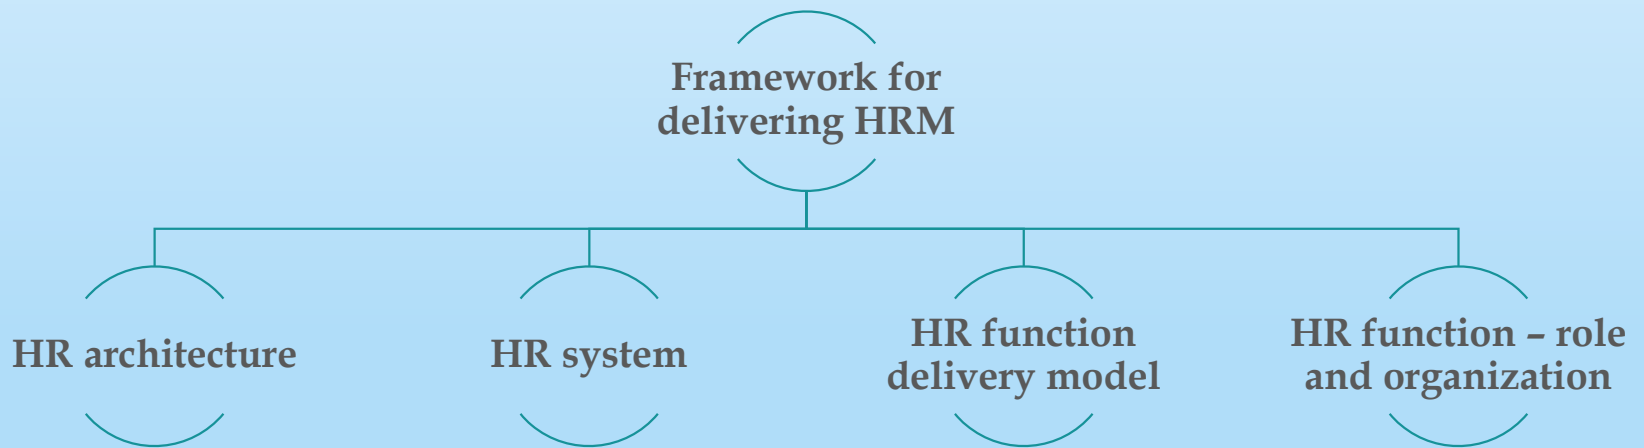 Framework for
delivering HRM
HR architecture
HR system
HR function
delivery model
HR function – role
and organization